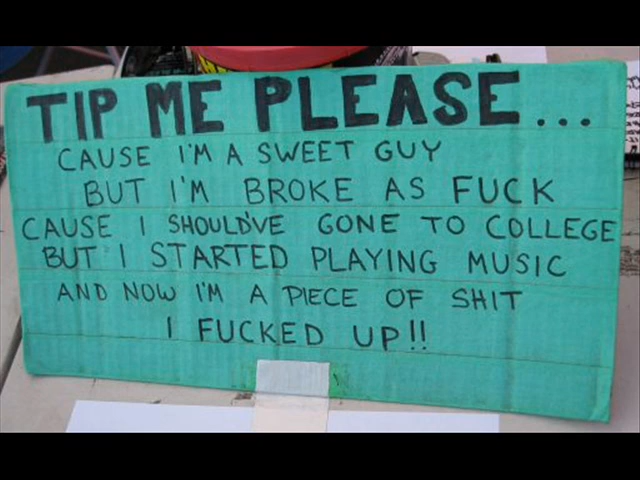 TIP ME PLEASE...
CAUSE I'M A SWEET GUY
BUT I'M BROKE AS FUCK
CAUSE I SHOULD'VE GONE TO COLLEGE
BUT I STARTED PLAYING MUSIC
AND NOW I'M A PIECE OF SHIT
I FUCKED UP!!